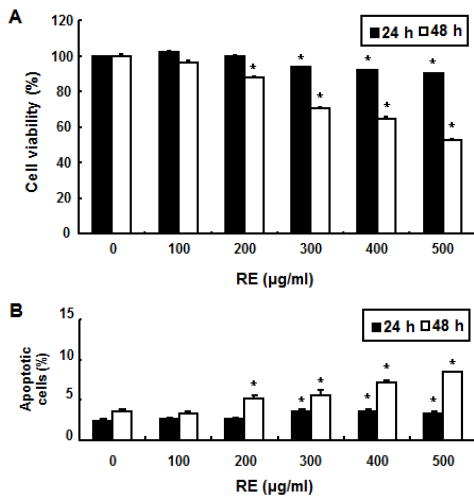 A
24 h 48 h
Cell viability (%)
120
100
80
60
40
20
0
* * * *
* * *
0 100 200 300 400 500
RE (µg/ml)
B
24 h 48 h
Apoptotic
cells (%)
15
10
5
0
* * * * * * *
0 100 200 300 400 500
RE (µg/ml)